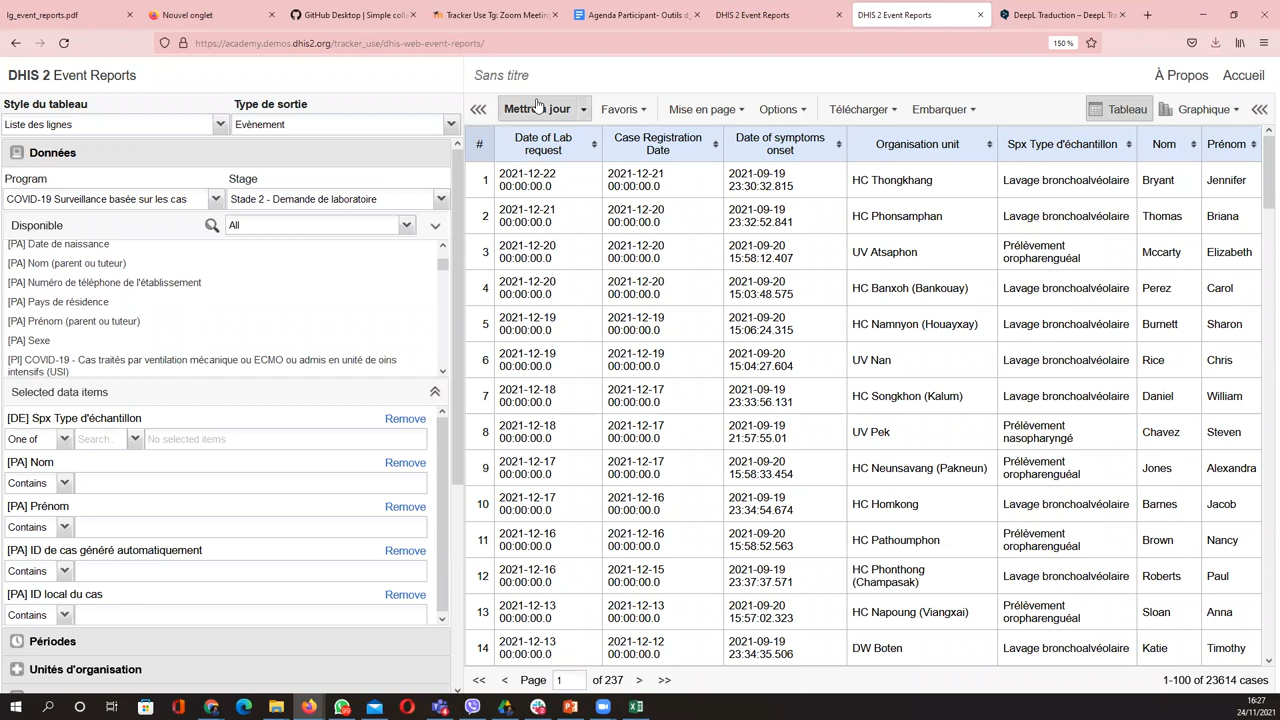 lg_event_reports.pdf
Nouvel onglet
GitHub Desktop | Simple coll
Tracker Use Tg: Zoom Meetin
Agenda Participant- Outils d
DHIS 2 Event Reports
DHIS 2 Event Reports
DeepL Traduction – DeepL Tra
https://academy.demos.dhis2.org/tracker_use/dhis-web-event-reports/
150 %
DHIS 2 Event Reports
Sans titre
À Propos
Accueil
Style du tableau
Type de sortie
Liste des lignes
Evènement
Mettre à jour
Favoris
Mise en page
Options
Télécharger
Embarquer
Tableau
Graphique
Données
Program
Stage
COVID-19 Surveillance basée sur les cas
Stade 2 - Demande de laboratoire
Disponible
All
[PA] Date de naissance
[PA] Nom (parent ou tuteur)
[PA] Numéro de téléphone de l'établissement
[PA] Pays de résidence
[PA] Prénom (parent ou tuteur)
[PA] Sexe
[PI] COVID-19 - Cas traités par ventilation mécanique ou ECMO ou admis en unité de oins
intensifs (USI)
Selected data items
[DE] Spx Type d'échantillon
Remove
One of
Search..
No selected items
[PA] Nom
Remove
Contains
[PA] Prénom
Remove
Contains
[PA] ID de cas généré automatiquement
Remove
Contains
[PA] ID local du cas
Remove
Contains
Périodes
Unités d'organisation
# Date of Lab request Case Registration Date Date of symptoms onset Organisation unit Spx Type d'échantillon Nom Prénom
1 2021-12-22 00:00:00.0 2021-12-21 00:00:00.0 2021-09-19 23:30:32.815 HC Thongkhang Lavage bronchoalvéolaire Bryant Jennifer
2 2021-12-21 00:00:00.0 2021-12-20 00:00:00.0 2021-09-19 23:32:52.841 HC Phonsamphan Lavage bronchoalvéolaire Thomas Briana
3 2021-12-20 00:00:00.0 2021-12-20 00:00:00.0 2021-09-20 15:58:12.407 UV Atsaphon Prélèvement oropharenguéal Mccarty Elizabeth
4 2021-12-20 00:00:00.0 2021-12-20 00:00:00.0 2021-09-20 15:03:48.575 HC Banxoh (Bankouay) Lavage bronchoalvéolaire Perez Carol
5 2021-12-19 00:00:00.0 2021-12-19 00:00:00.0 2021-09-20 15:06:24.315 HC Namnyon (Houayxay) Lavage bronchoalvéolaire Burnett Sharon
6 2021-12-19 00:00:00.0 2021-12-19 00:00:00.0 2021-09-20 15:04:27.604 UV Nan Lavage bronchoalvéolaire Rice Chris
7 2021-12-18 00:00:00.0 2021-12-17 00:00:00.0 2021-09-19 23:33:56.131 HC Songkhon (Kalum) Lavage bronchoalvéolaire Daniel William
8 2021-12-18 00:00:00.0 2021-12-17 00:00:00.0 2021-09-19 21:57:55.01 UV Pek Prélèvement nasopharyngé Chavez Steven
9 2021-12-17 00:00:00.0 2021-12-17 00:00:00.0 2021-09-20 15:58:33.454 HC Neunsavang (Pakneun) Prélèvement oropharenguéal Jones Alexandra
10 2021-12-17 00:00:00.0 2021-12-16 00:00:00.0 2021-09-19 23:34:54.674 HC Homkong Lavage bronchoalvéolaire Barnes Jacob
11 2021-12-16 00:00:00.0 2021-12-16 00:00:00.0 2021-09-20 15:58:52.563 HC Pathoumphon Prélèvement oropharenguéal Brown Nancy
12 2021-12-16 00:00:00.0 2021-12-15 00:00:00.0 2021-09-19 23:37:37.571 HC Phonthong (Champasak) Lavage bronchoalvéolaire Roberts Paul
13 2021-12-13 00:00:00.0 2021-12-13 00:00:00.0 2021-09-20 15:57:02.323 HC Napoung (Viangxai) Prélèvement oropharenguéal Sloan Anna
14 2021-12-13 00:00:00.0 2021-12-12 00:00:00.0 2021-09-19 23:34:35.506 DW Boten Lavage bronchoalvéolaire Katie Timothy
<< < Page 1 of 237 > >>
1-100 of 23614 cases
16:27
24/11/2021